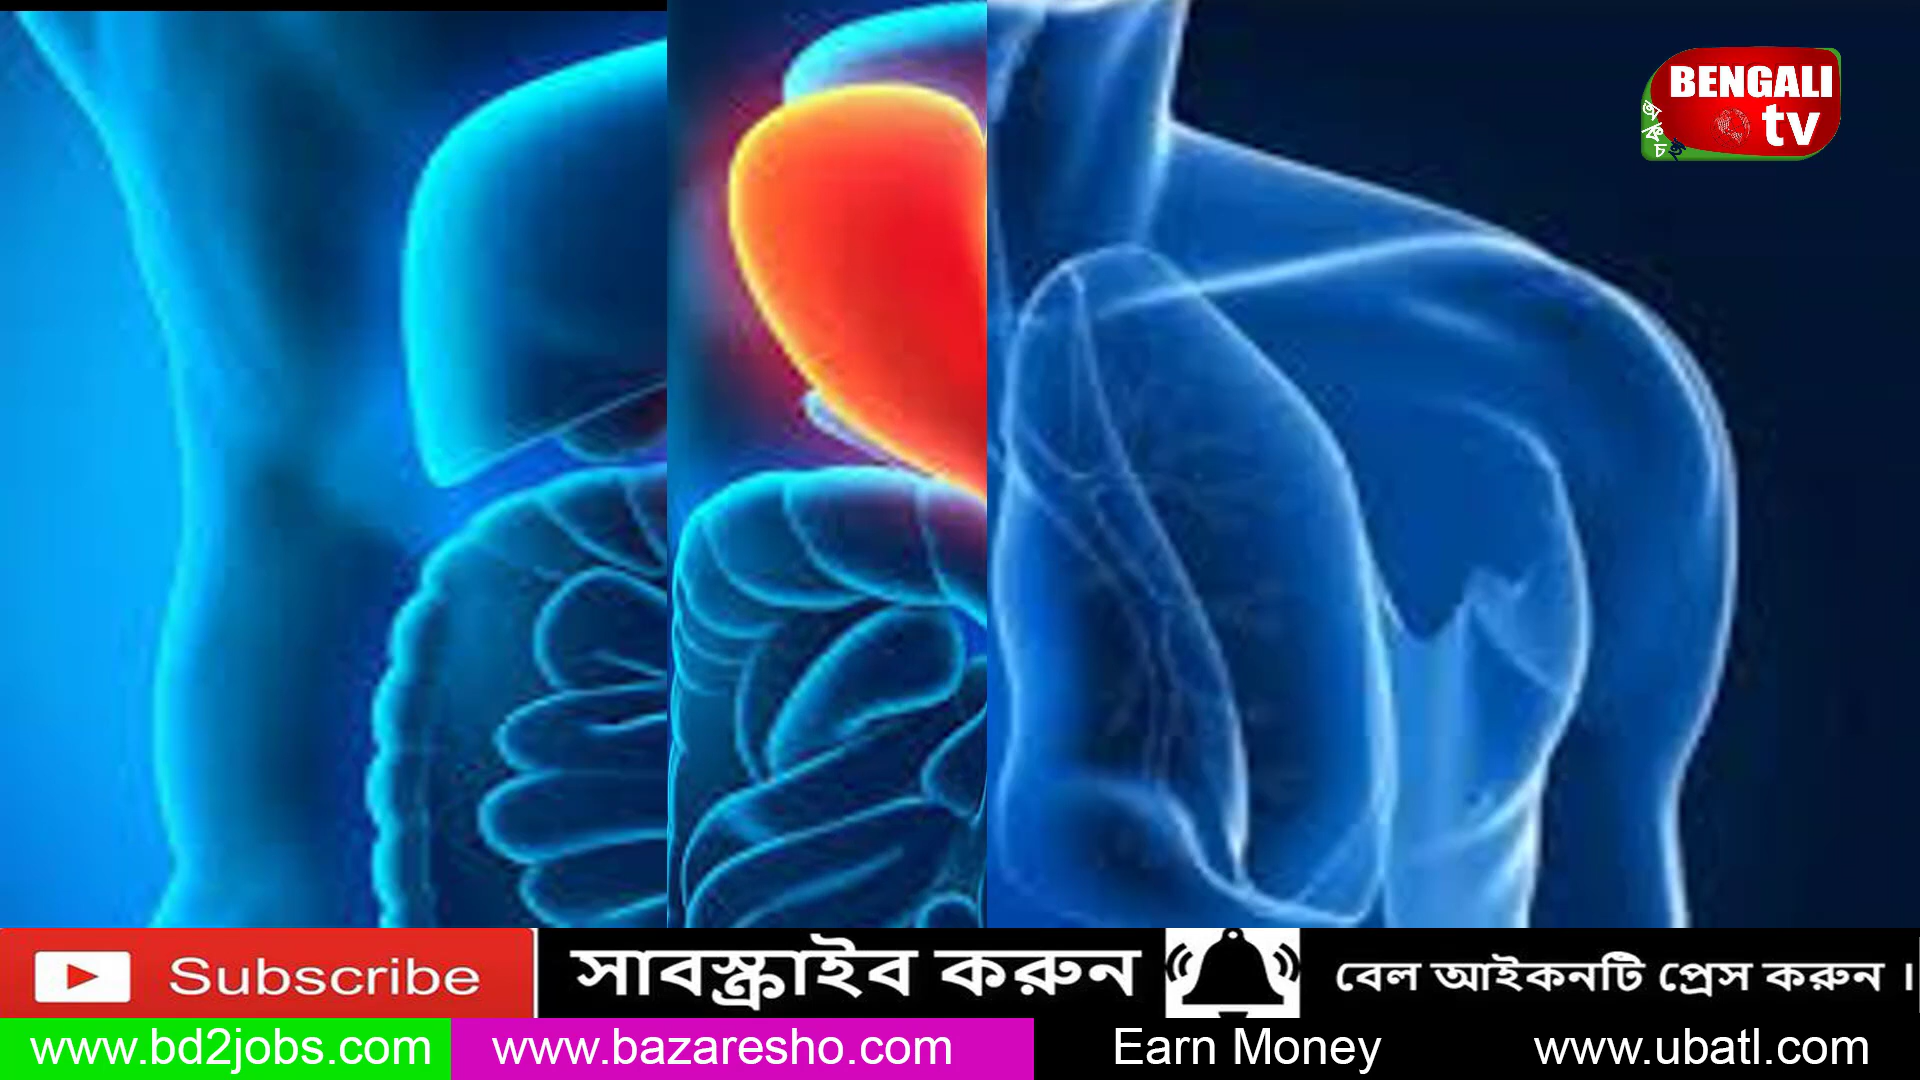 BENGALI
tv
Subscribe
সাবস্ক্রাইব করুন
বেল আইকনটি প্রেস করুন ।
www.bd2jobs.com
www.bazaresho.com
Earn Money
www.ubatl.com